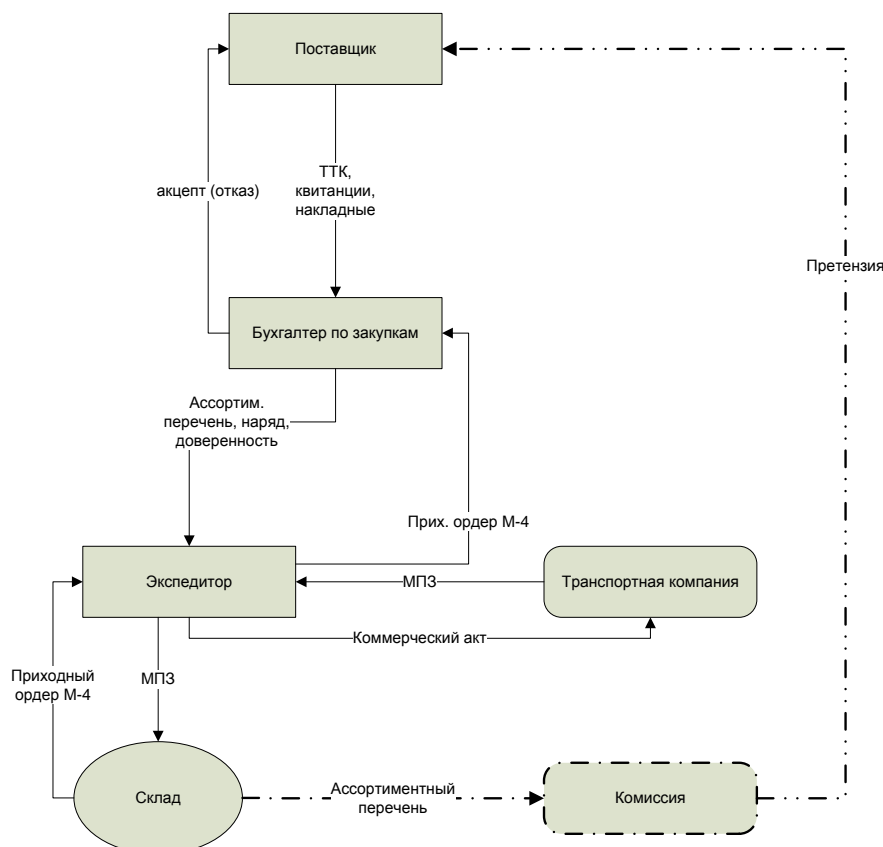 Поставщик
ТТК,
квитанции,
накладные
акцепт (отказ)
Претензия
Бухгалтер по закупкам
Ассортим.
перечень, наряд,
доверенность
Прих. ордер М-4
Экспедитор
МПЗ
Транспортная компания
Коммерческий акт
Приходный
ордер М-4
МПЗ
Склад
Ассортиментный
перечень
Комиссия